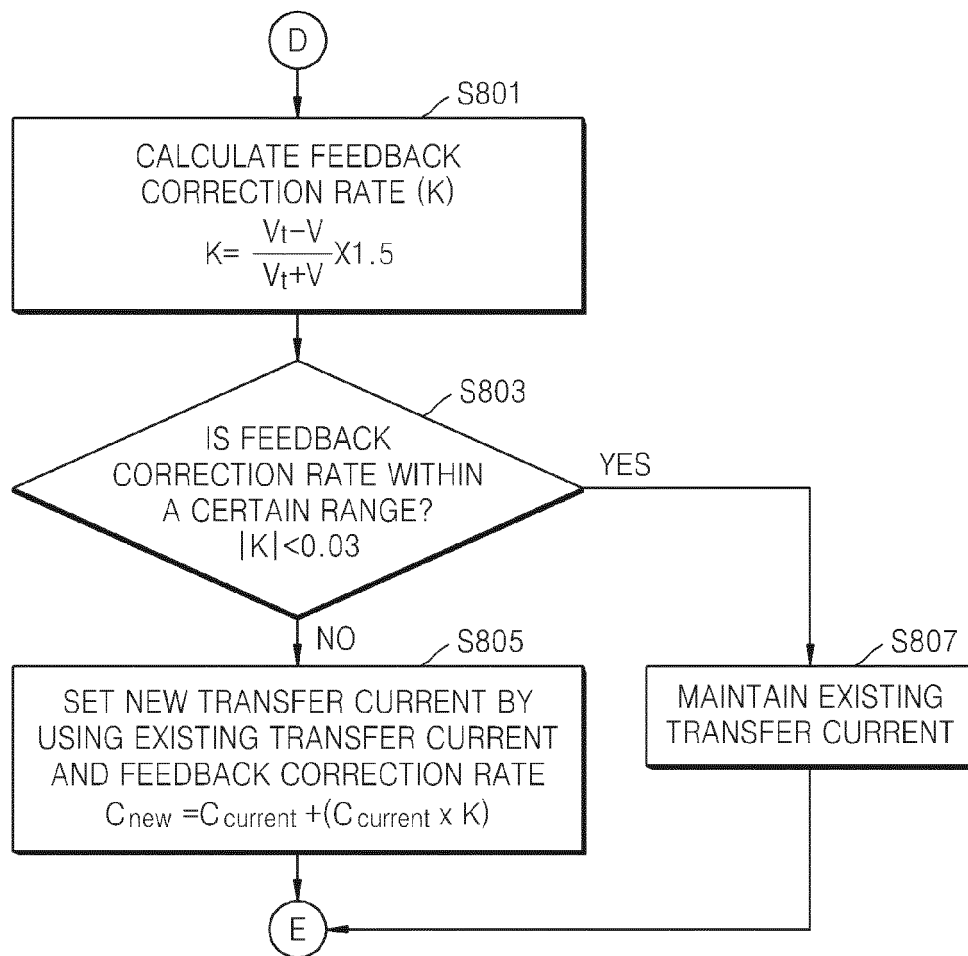 D
S801
CALCULATE FEEDBACK
CORRECTION RATE (K)
K= Vt-V / Vt+V X1.5
S803
IS FEEDBACK
CORRECTION RATE WITHIN
A CERTAIN RANGE?
|K|<0.03
YES
NO
S805
SET NEW TRANSFER CURRENT BY
USING EXISTING TRANSFER CURRENT
AND FEEDBACK CORRECTION RATE
Cnew =Ccurrent +(Ccurrent x K)
S807
MAINTAIN EXISTING
TRANSFER CURRENT
E